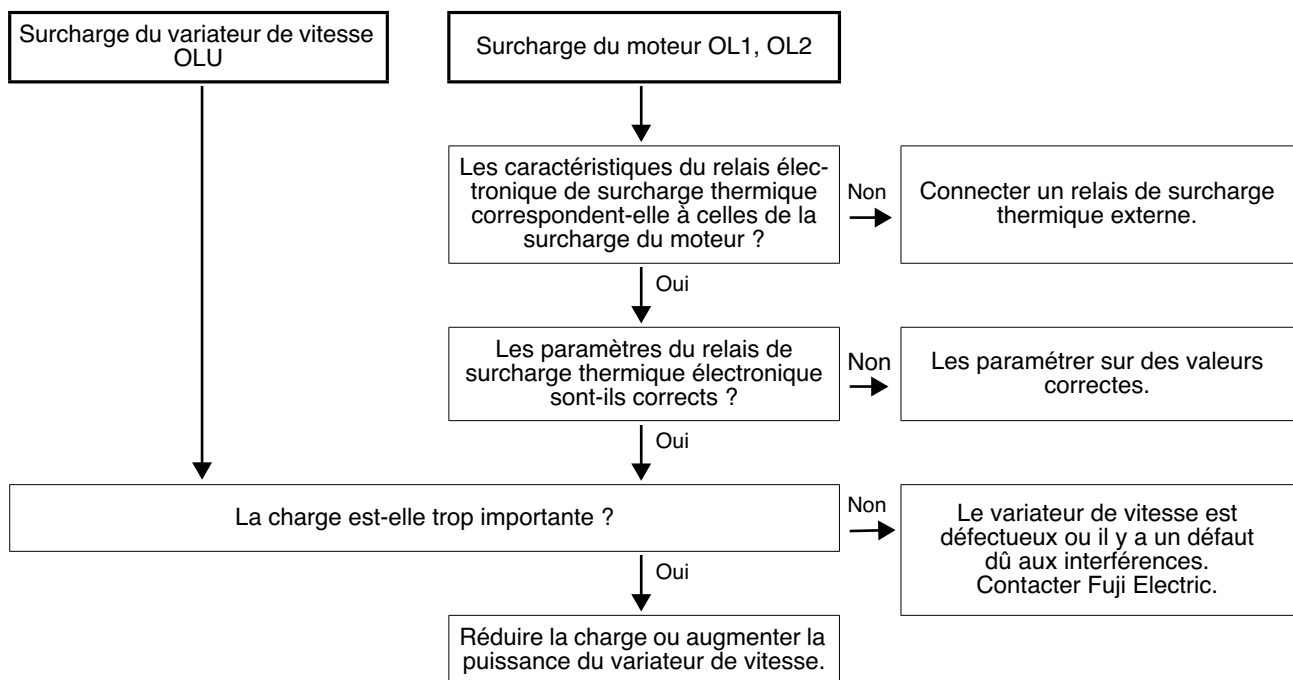 Surcharge du variateur de vitesse
OLU
Surcharge du moteur OL1, OL2
Les caractéristiques du relais élec-
tronique de surcharge thermique
correspondent-elle à celles de la
surcharge du moteur ?
Non
Connecter un relais de surcharge
thermique externe.
Oui
Les paramètres du relais de
surcharge thermique électronique
sont-ils corrects ?
Non
Les paramétrer sur des valeurs
correctes.
Oui
La charge est-elle trop importante ?
Non
Le variateur de vitesse est
défectueux ou il y a un défaut
dû aux interférences.
Contacter Fuji Electric.
Oui
Réduire la charge ou augmenter la
puissance du variateur de vitesse.